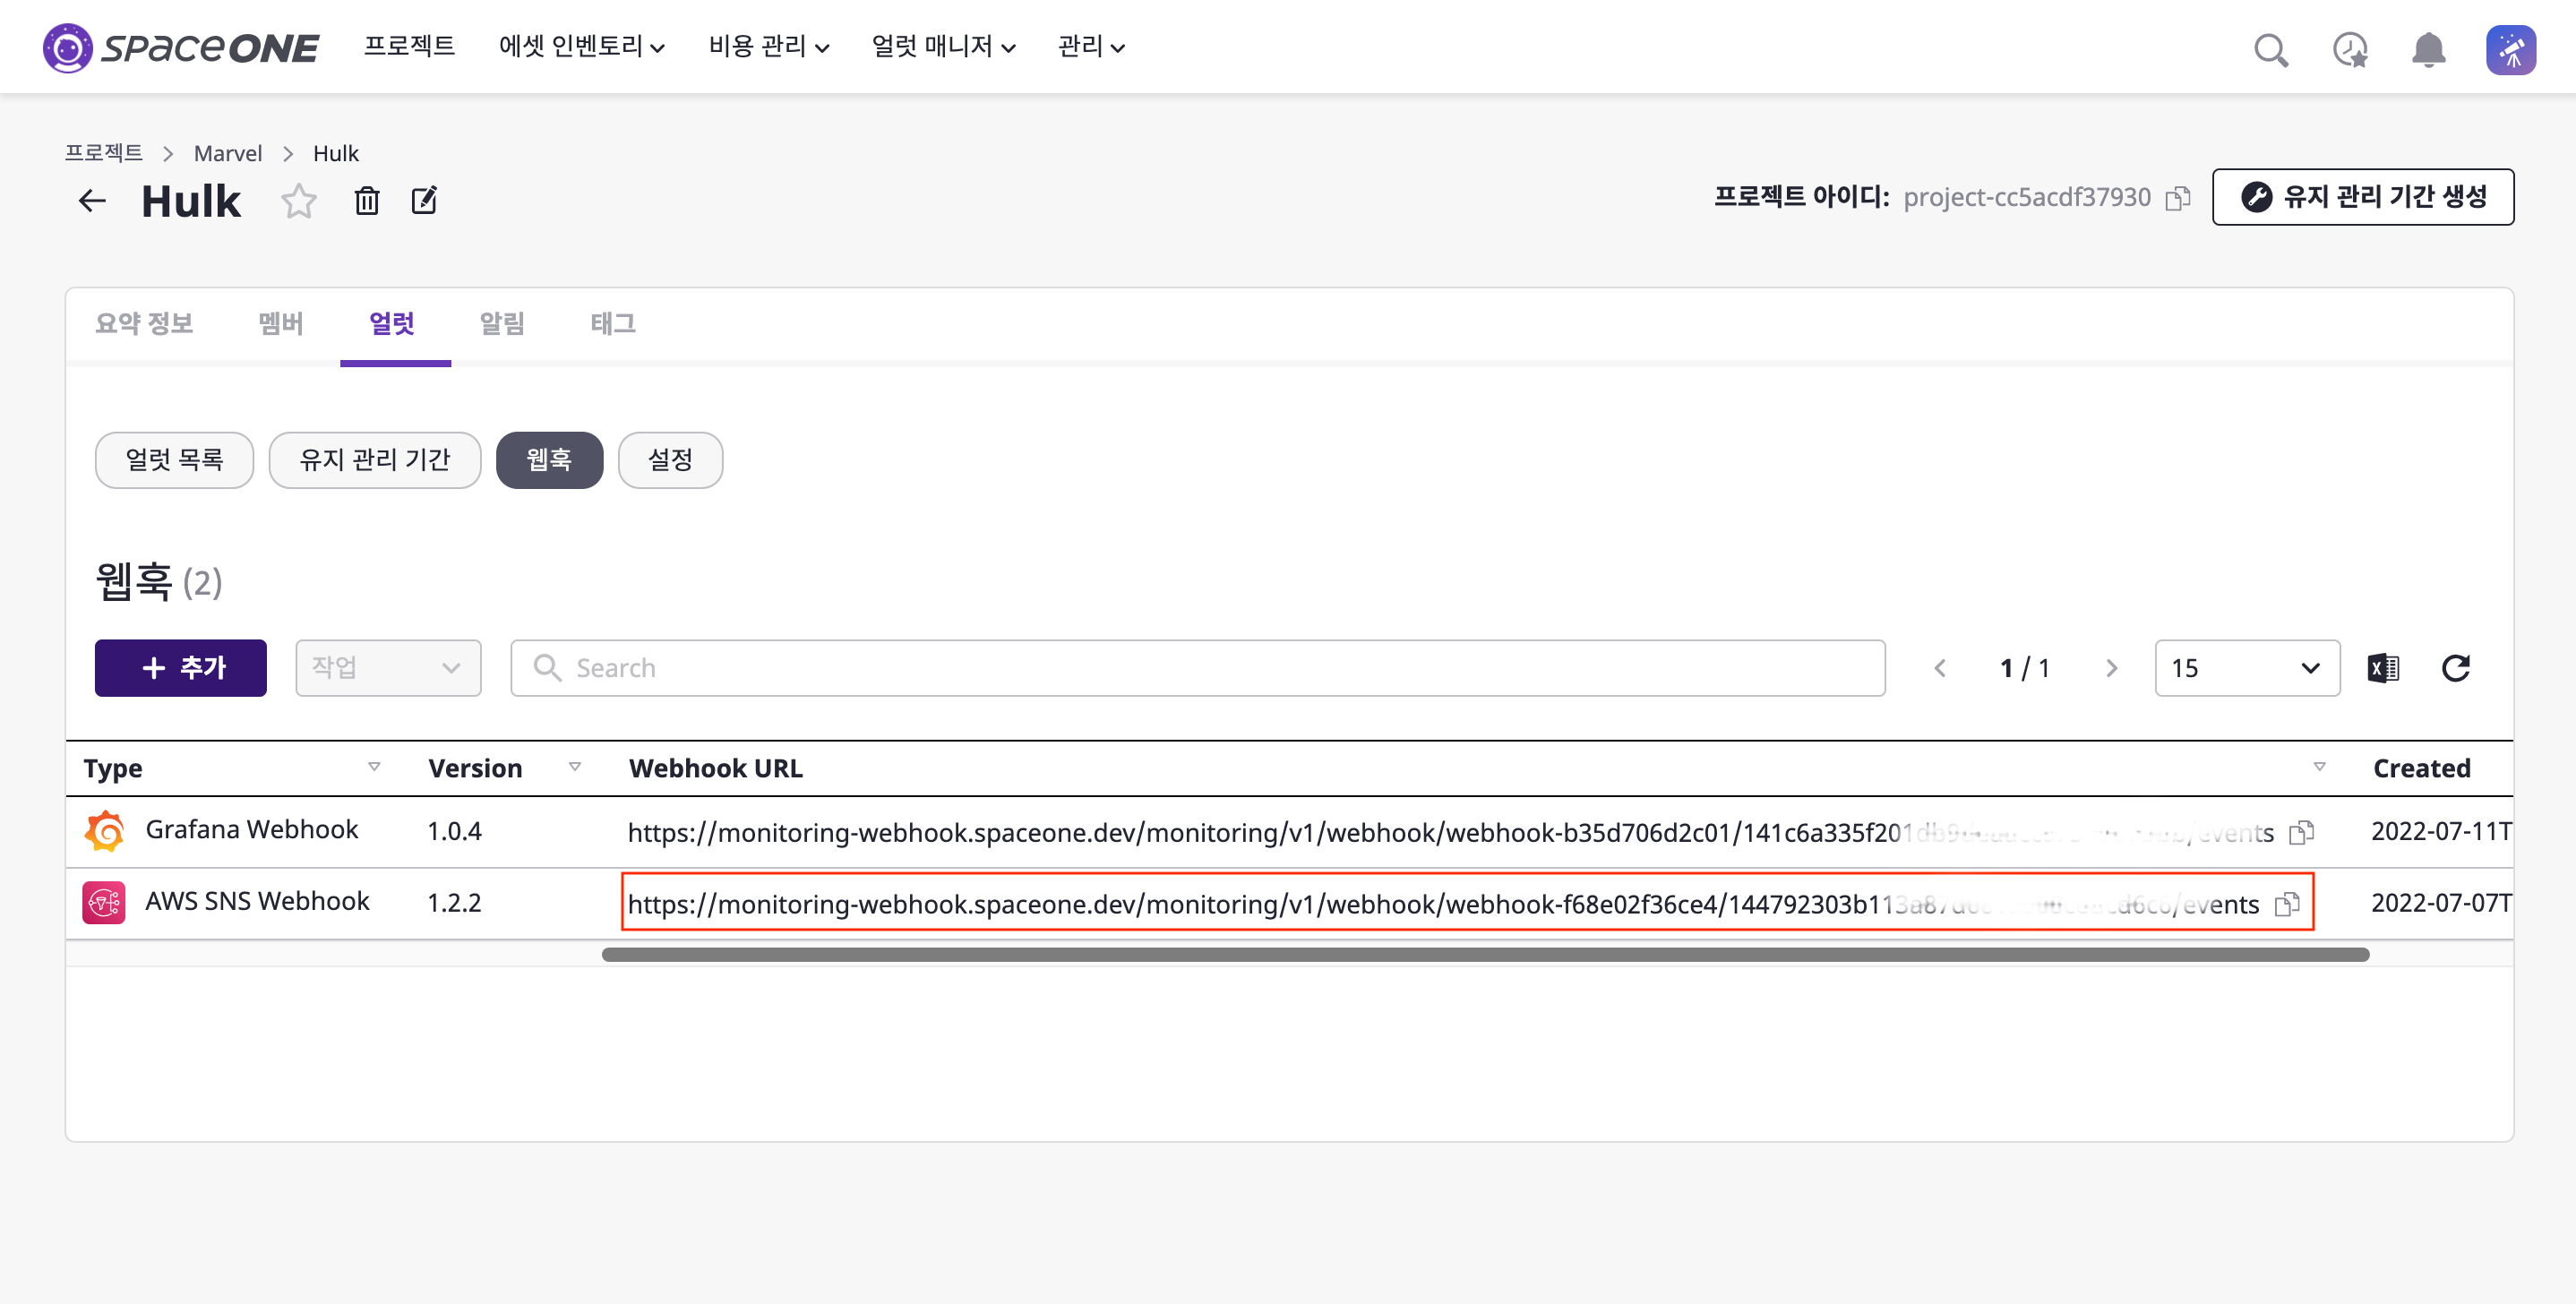 spaceONE 프로젝트 에셋 인벤토리 비용 관리 얼럿 매니저 관리
프로젝트 > Marvel > Hulk
Hulk
프로젝트 아이디: project-cc5acdf37930 유지 관리 기간 생성
요약 정보 멤버 얼럿 알림 태그
얼럿 목록 유지 관리 기간 웹훅 설정
웹훅 (2)
+ 추가 작업 Search 1 / 1 15
Type Version Webhook URL Created
Grafana Webhook 1.0.4 https://monitoring-webhook.spaceone.dev/monitoring/v1/webhook/webhook-b35d706d2c01/141c6a335f201 /events 2022-07-11T
AWS SNS Webhook 1.2.2 https://monitoring-webhook.spaceone.dev/monitoring/v1/webhook/webhook-f68e02f36ce4/144792303b113a87 /events 2022-07-07T